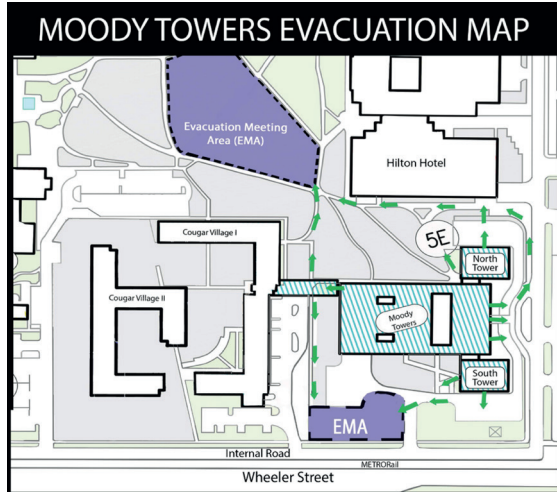 MOODY TOWERS EVACUATION MAP
Evacuation Meeting
Area (EMA)
Hilton Hotel
Cougar Village I
5E
North
Tower
Cougar Village II
Moody
Towers
South
Tower
EMA
Internal Road
METRORail
Wheeler Street